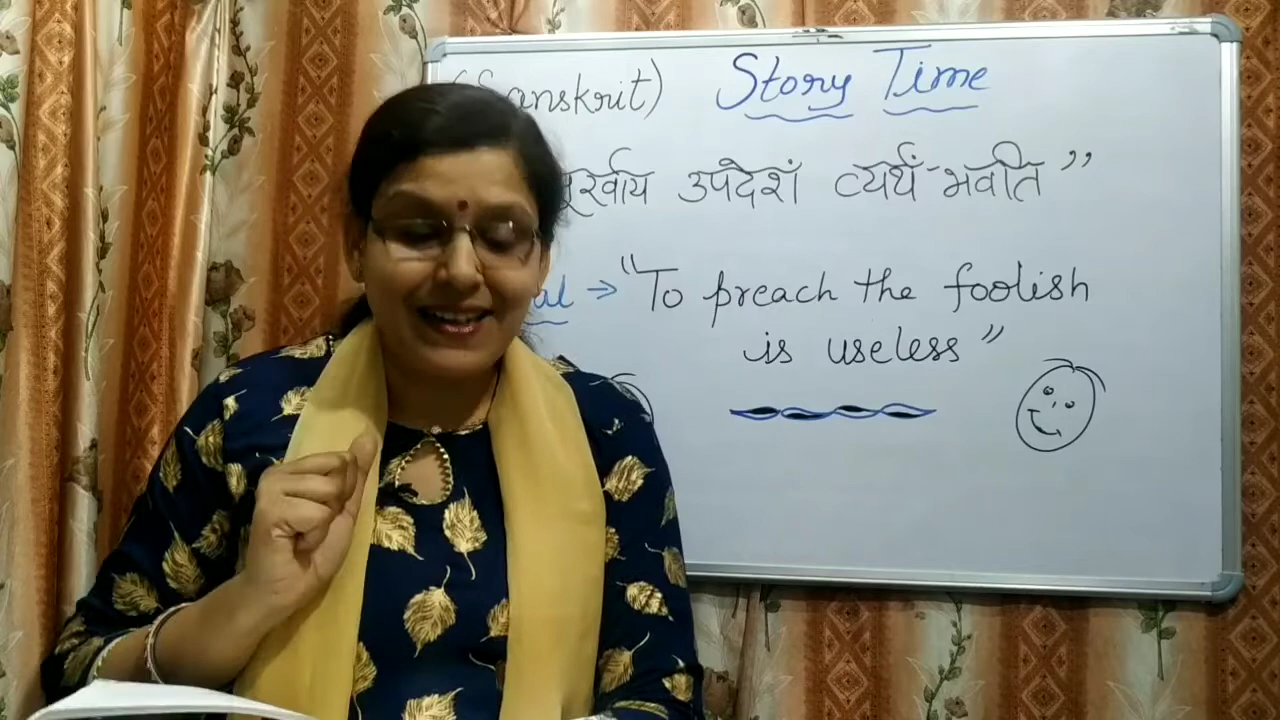 (Sanskrit) Story Time
उपदेशं व्यर्थं भवति”
→ “To preach the foolish
is useless”